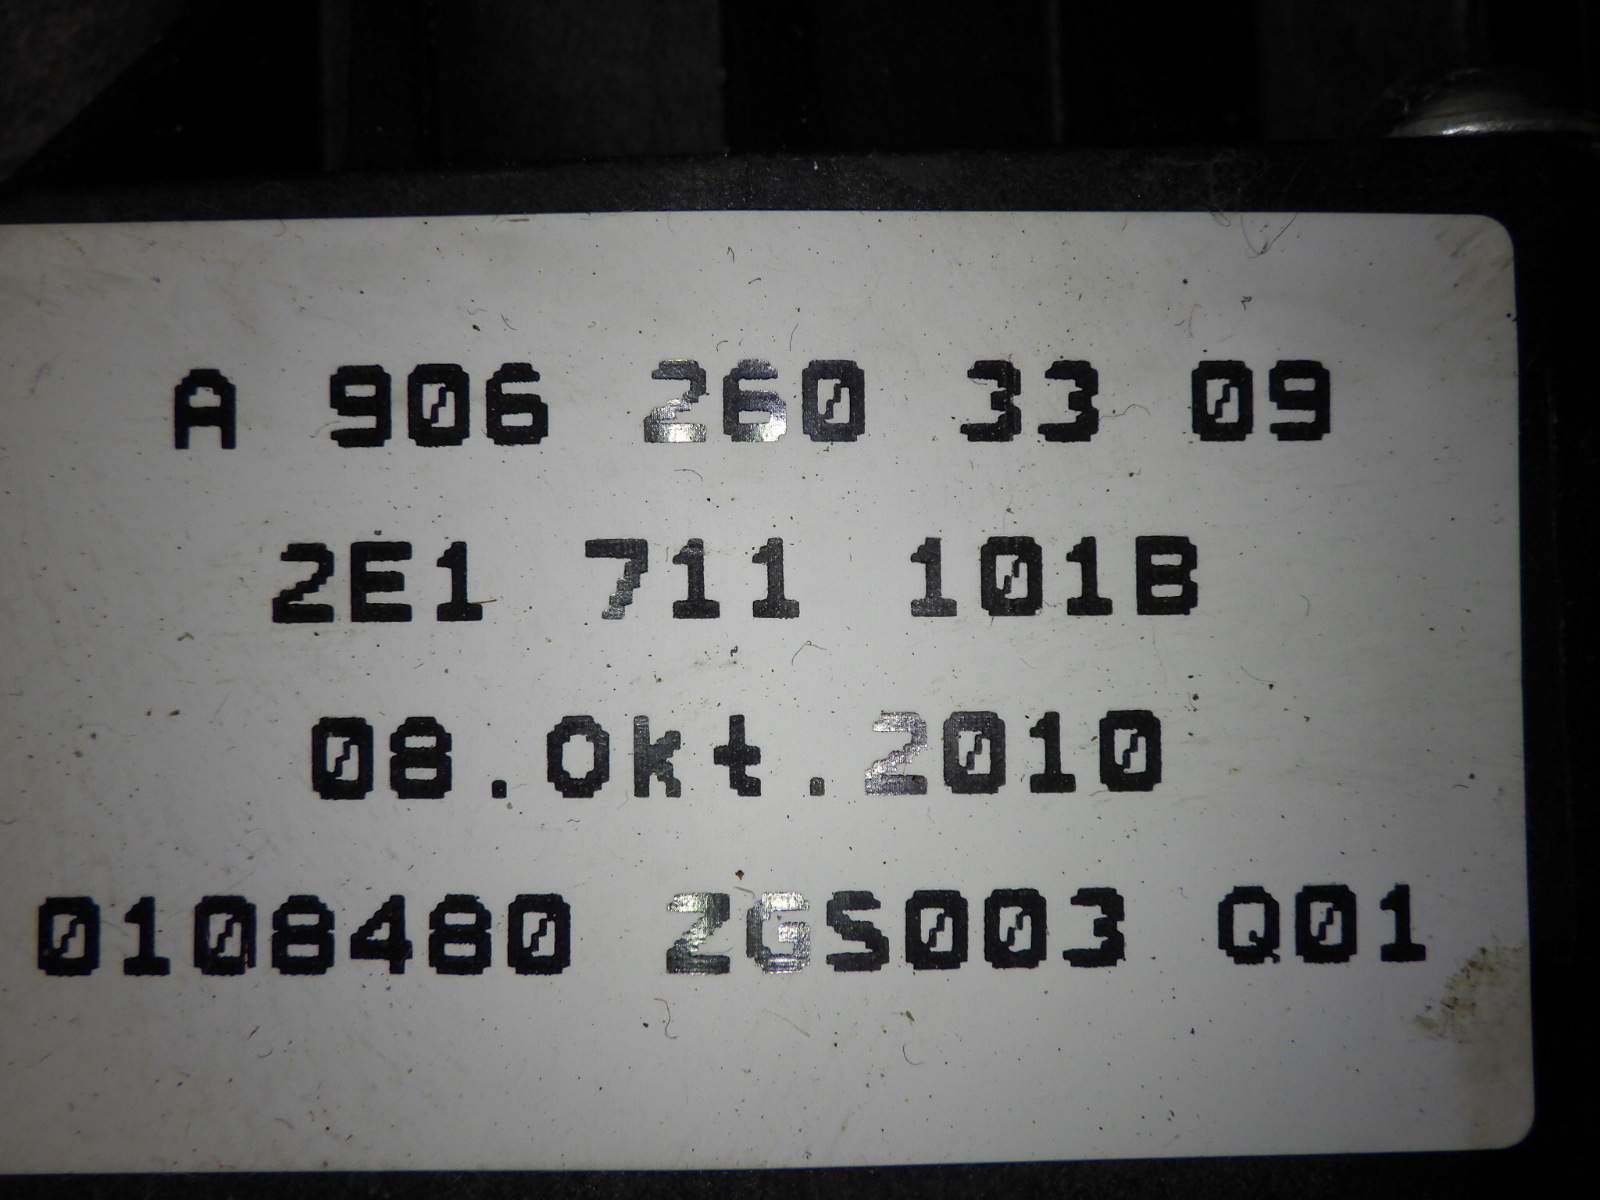 A 906 260 33 09
2E1 711 101B
08.Okt.2010
0108480 ZGS003 Q01